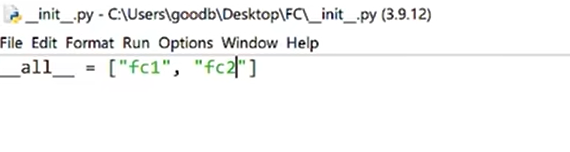 __init__.py - C:\Users\goodb\Desktop\FC\__init__.py (3.9.12)
File Edit Format Run Options Window Help
__all__ = ["fc1", "fc2"]